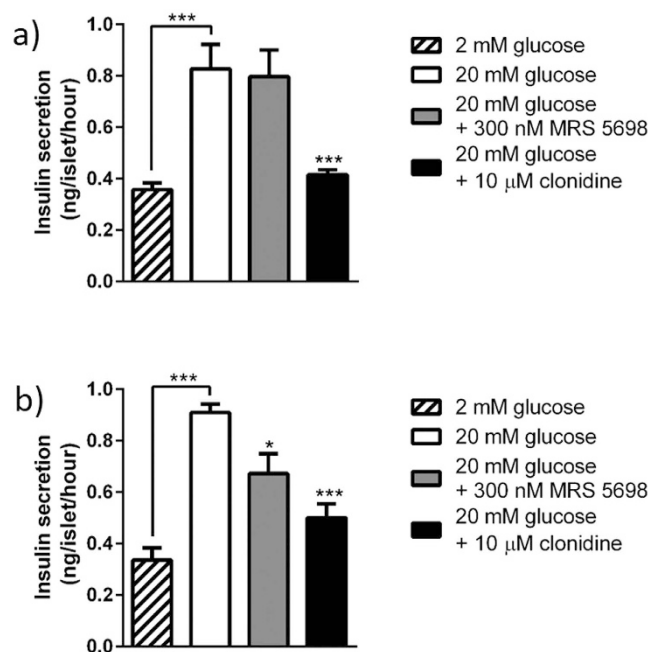 a)
***
1.0
0.8
0.6
0.4
0.2
0.0
Insulin secretion
(ng/islet/hour)
***
2 mM glucose
20 mM glucose
20 mM glucose
+ 300 nM MRS 5698
20 mM glucose
+ 10 μM clonidine
b)
***
1.0
0.8
0.6
0.4
0.2
0.0
Insulin secretion
(ng/islet/hour)
*
***
2 mM glucose
20 mM glucose
20 mM glucose
+ 300 nM MRS 5698
20 mM glucose
+ 10 μM clonidine